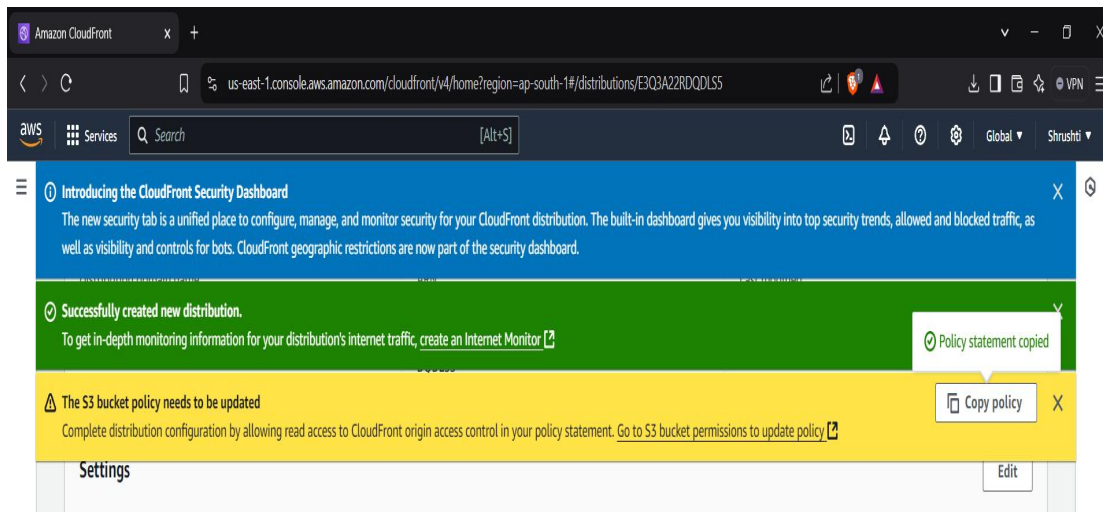 Amazon CloudFront
us-east-1.console.aws.amazon.com/cloudfront/v4/home?region=ap-south-1#/distributions/E3Q3A22RDQDLS5
VPN
aws
Services
Search
[Alt+S]
Global
Shrushti
Introducing the CloudFront Security Dashboard
The new security tab is a unified place to configure, manage, and monitor security for your CloudFront distribution. The built-in dashboard gives you visibility into top security trends, allowed and blocked traffic, as
well as visibility and controls for bots. CloudFront geographic restrictions are now part of the security dashboard.
Successfully created new distribution.
To get in-depth monitoring information for your distribution's internet traffic, create an Internet Monitor
Policy statement copied
The S3 bucket policy needs to be updated
Complete distribution configuration by allowing read access to CloudFront origin access control in your policy statement. Go to S3 bucket permissions to update policy
Copy policy
Settings
Edit